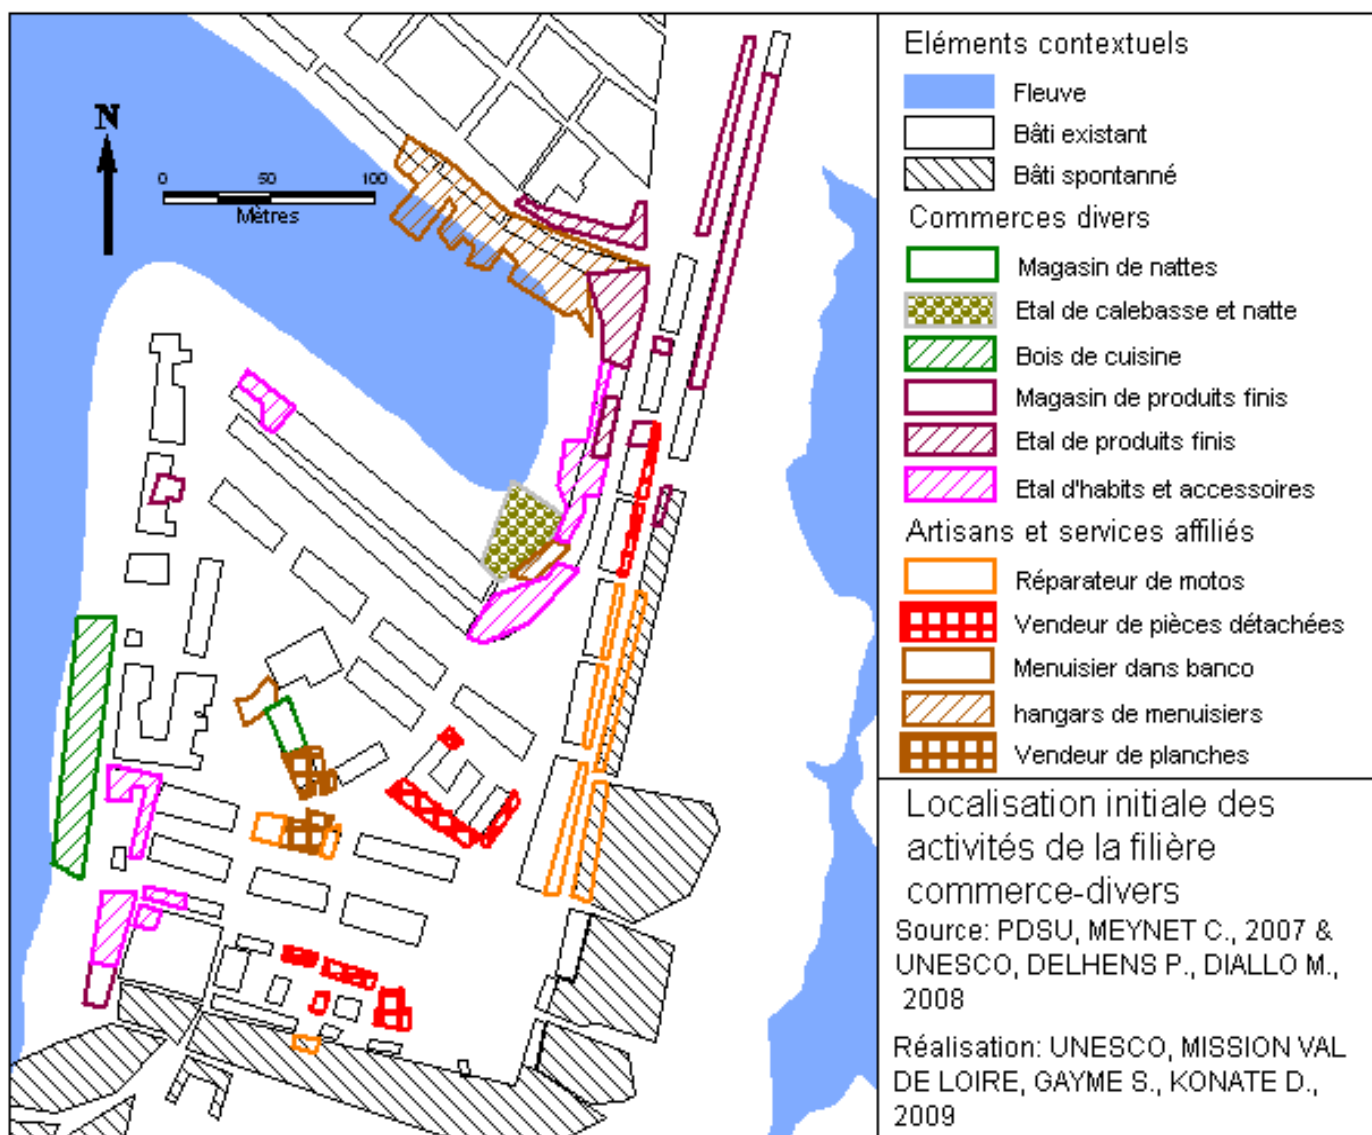 N
0 50 100
Mètres
Eléments contextuels
Fleuve
Bâti existant
Bâti spontanné
Commerces divers
Magasin de nattes
Etal de calebasse et natte
Bois de cuisine
Magasin de produits finis
Etal de produits finis
Etal d'habits et accessoires
Artisans et services affiliés
Réparateur de motos
Vendeur de pièces détachées
Menuisier dans banco
hangars de menuisiers
Vendeur de planches
Localisation initiale des
activités de la filière
commerce-divers
Source: PDSU, MEYNET C., 2007 &
UNESCO, DELHENS P., DIALLO M.,
2008
Réalisation: UNESCO, MISSION VAL
DE LOIRE, GAYME S., KONATE D.,
2009